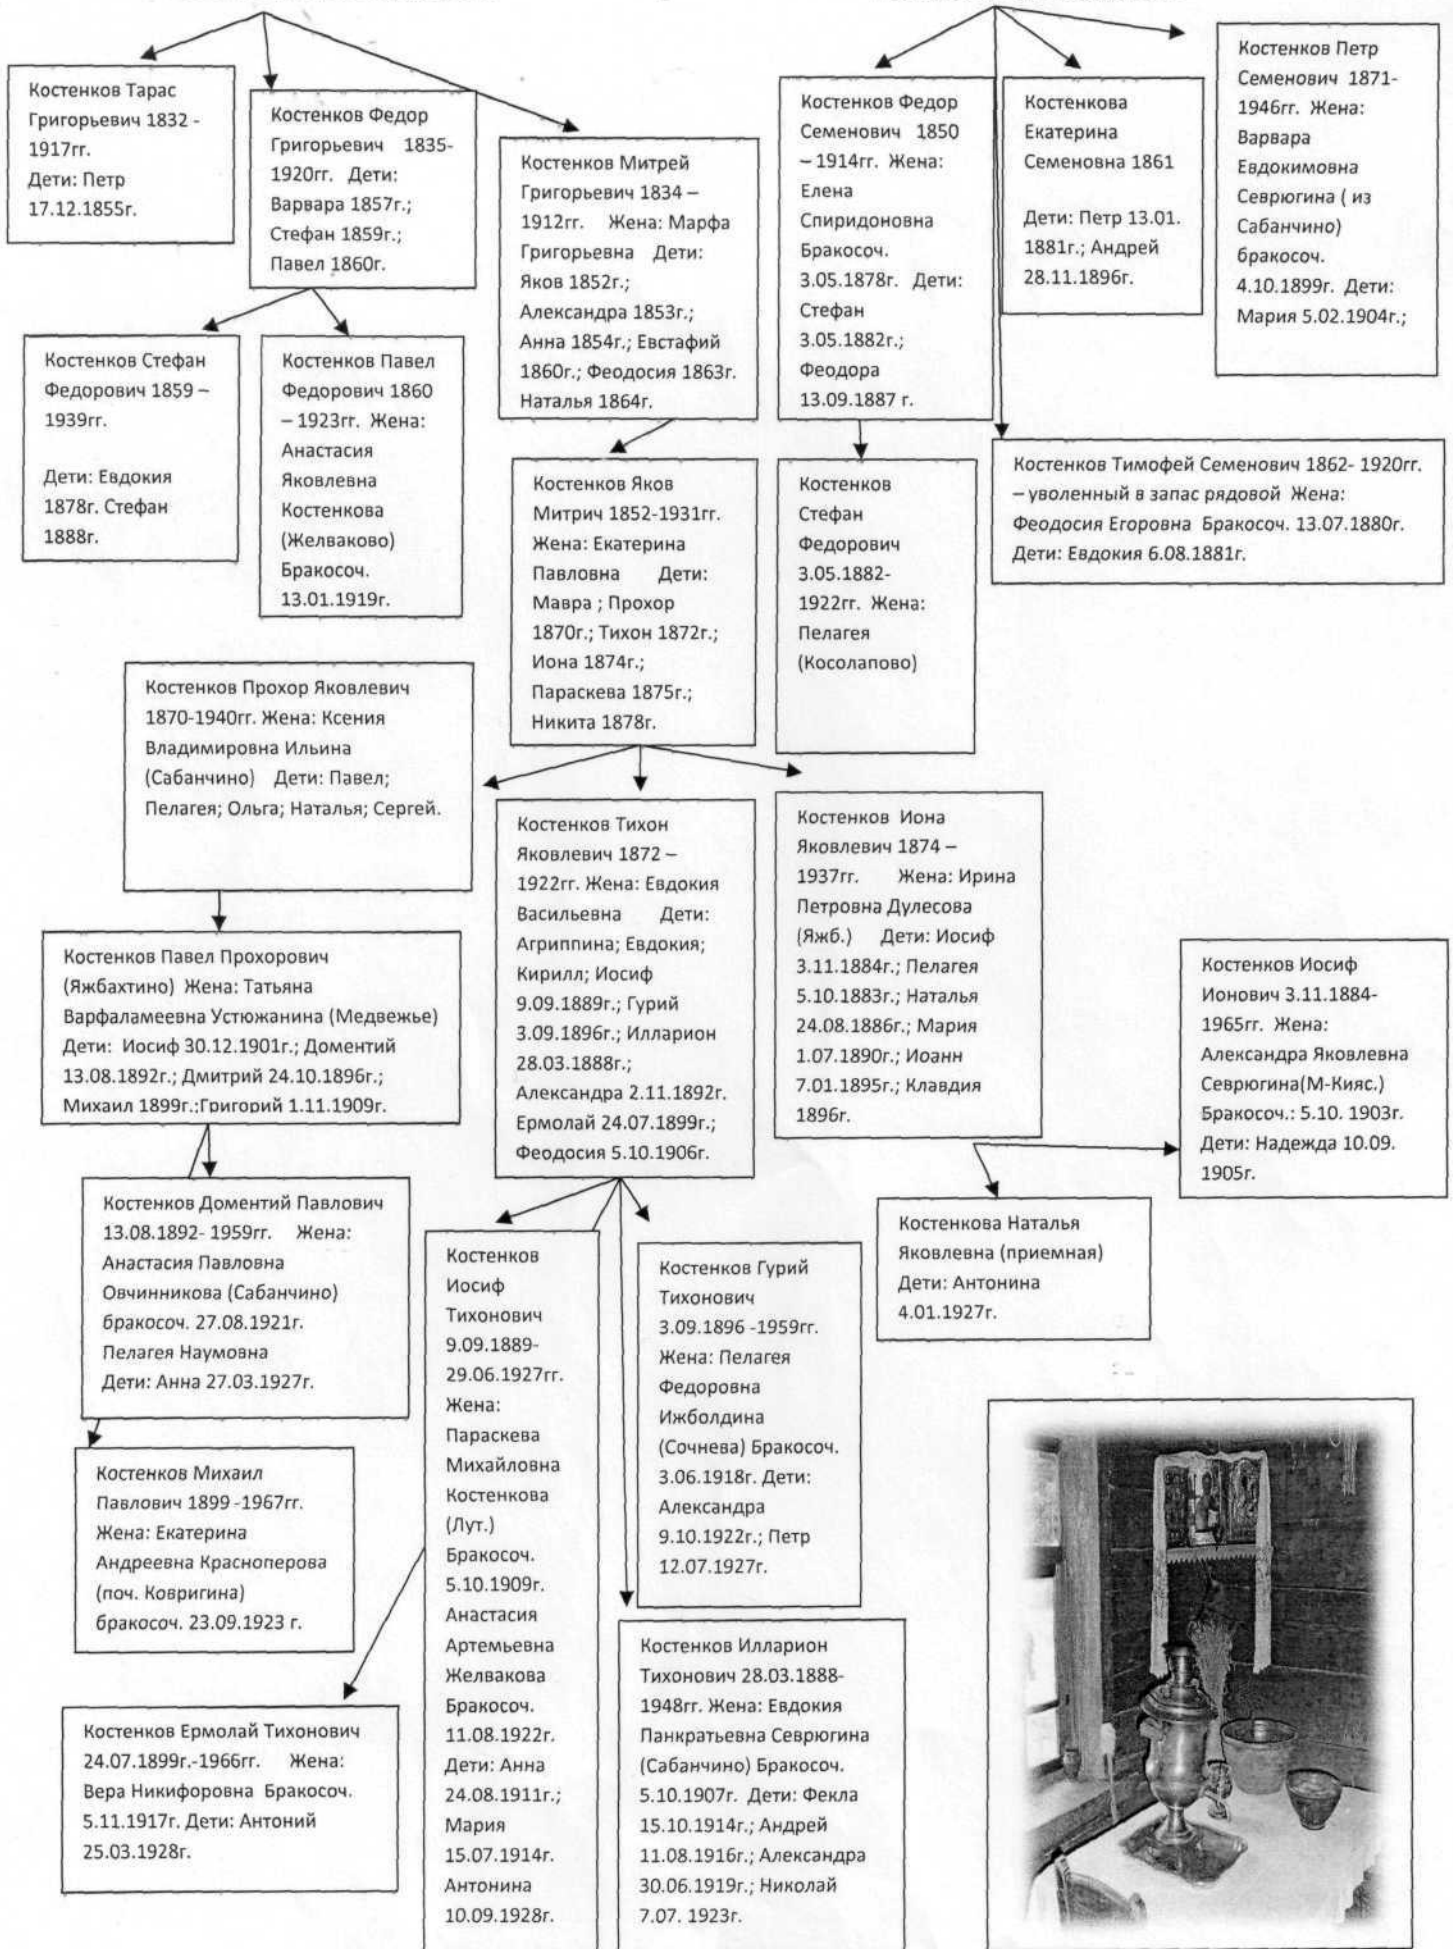 Костенков Тарас
Григорьевич 1832 -
1917гг.
Дети: Петр
17.12.1855г.
Костенков Федор
Григорьевич 1835-
1920гг. Дети:
Варвара 1857г.;
Стефан 1859г.;
Павел 1860г.
Костенков Митрей
Григорьевич 1834 –
1912гг. Жена: Марфа
Григорьевна Дети:
Яков 1852г.;
Александра 1853г.;
Анна 1854г.; Евстафий
1860г.; Феодосия 1863г.
Наталья 1864г.
Костенков Федор
Семенович 1850
– 1914гг. Жена:
Елена
Спиридоновна
Бракосоч.
3.05.1878г. Дети:
Стефан
3.05.1882г.;
Феодора
13.09.1887 г.
Костенкова
Екатерина
Семеновна 1861
Дети: Петр 13.01.
1881г.; Андрей
28.11.1896г.
Костенков Петр
Семенович 1871-
1946гг. Жена:
Варвара
Евдокимовна
Севрюгина ( из
Сабанчино)
бракосоч.
4.10.1899г. Дети:
Мария 5.02.1904г.;
Костенков Стефан
Федорович 1859 –
1939гг.
Дети: Евдокия
1878г. Стефан
1888г.
Костенков Павел
Федорович 1860
– 1923гг. Жена:
Анастасия
Яковлевна
Костенкова
(Желваково)
Бракосоч.
13.01.1919г.
Костенков Яков
Митрич 1852-1931гг.
Жена: Екатерина
Павловна Дети:
Мавра ; Прохор
1870г.; Тихон 1872г.;
Иона 1874г.;
Параскева 1875г.;
Никита 1878г.
Костенков
Стефан
Федорович
3.05.1882-
1922гг. Жена:
Пелагея
(Косолапово)
Костенков Тимофей Семенович 1862- 1920гг.
– уволенный в запас рядовой Жена:
Феодосия Егоровна Бракосоч. 13.07.1880г.
Дети: Евдокия 6.08.1881г.
Костенков Прохор Яковлевич
1870-1940гг. Жена: Ксения
Владимировна Ильина
(Сабанчино) Дети: Павел;
Пелагея; Ольга; Наталья; Сергей.
Костенков Тихон
Яковлевич 1872 –
1922гг. Жена: Евдокия
Васильевна Дети:
Агриппина; Евдокия;
Кирилл; Иосиф
9.09.1889г.; Гурий
3.09.1896г.; Илларион
28.03.1888г.;
Александра 2.11.1892г.
Ермолай 24.07.1899г.;
Феодосия 5.10.1906г.
Костенков Иона
Яковлевич 1874 –
1937гг. Жена: Ирина
Петровна Дулесова
(Яжб.) Дети: Иосиф
3.11.1884г.; Пелагея
5.10.1883г.; Наталья
24.08.1886г.; Мария
1.07.1890г.; Иоанн
7.01.1895г.; Клавдия
1896г.
Костенков Павел Прохорович
(Яжбахтино) Жена: Татьяна
Варфаламеевна Устюжанина (Медвежье)
Дети: Иосиф 30.12.1901г.; Доментий
13.08.1892г.; Дмитрий 24.10.1896г.;
Михаил 1899г.;Григорий 1.11.1909г.
Костенков Иосиф
Ионович 3.11.1884-
1965гг. Жена:
Александра Яковлевна
Севрюгина(М-Кияс.)
Бракосоч.: 5.10. 1903г.
Дети: Надежда 10.09.
1905г.
Костенков Доментий Павлович
13.08.1892- 1959гг. Жена:
Анастасия Павловна
Овчинникова (Сабанчино)
бракосоч. 27.08.1921г.
Пелагея Наумовна
Дети: Анна 27.03.1927г.
Костенков
Иосиф
Тихонович
9.09.1889-
29.06.1927гг.
Жена:
Параскева
Михайловна
Костенкова
(Лут.)
Бракосоч.
5.10.1909г.
Анастасия
Артемьевна
Желвакова
Бракосоч.
11.08.1922г.
Дети: Анна
24.08.1911г.;
Мария
15.07.1914г.
Антонина
10.09.1928г.
Костенков Гурий
Тихонович
3.09.1896 -1959гг.
Жена: Пелагея
Федоровна
Ижболдина
(Сочнева) Бракосоч.
3.06.1918г. Дети:
Александра
9.10.1922г.; Петр
12.07.1927г.
Костенкова Наталья
Яковлевна (приемная)
Дети: Антонина
4.01.1927г.
Костенков Михаил
Павлович 1899 -1967гг.
Жена: Екатерина
Андреевна Красноперова
(поч. Ковригина)
бракосоч. 23.09.1923 г.
Костенков Илларион
Тихонович 28.03.1888-
1948гг. Жена: Евдокия
Панкратьевна Севрюгина
(Сабанчино) Бракосоч.
5.10.1907г. Дети: Фекла
15.10.1914г.; Андрей
11.08.1916г.; Александра
30.06.1919г.; Николай
7.07. 1923г.
Костенков Ермолай Тихонович
24.07.1899г.-1966гг. Жена:
Вера Никифоровна Бракосоч.
5.11.1917г. Дети: Антоний
25.03.1928г.